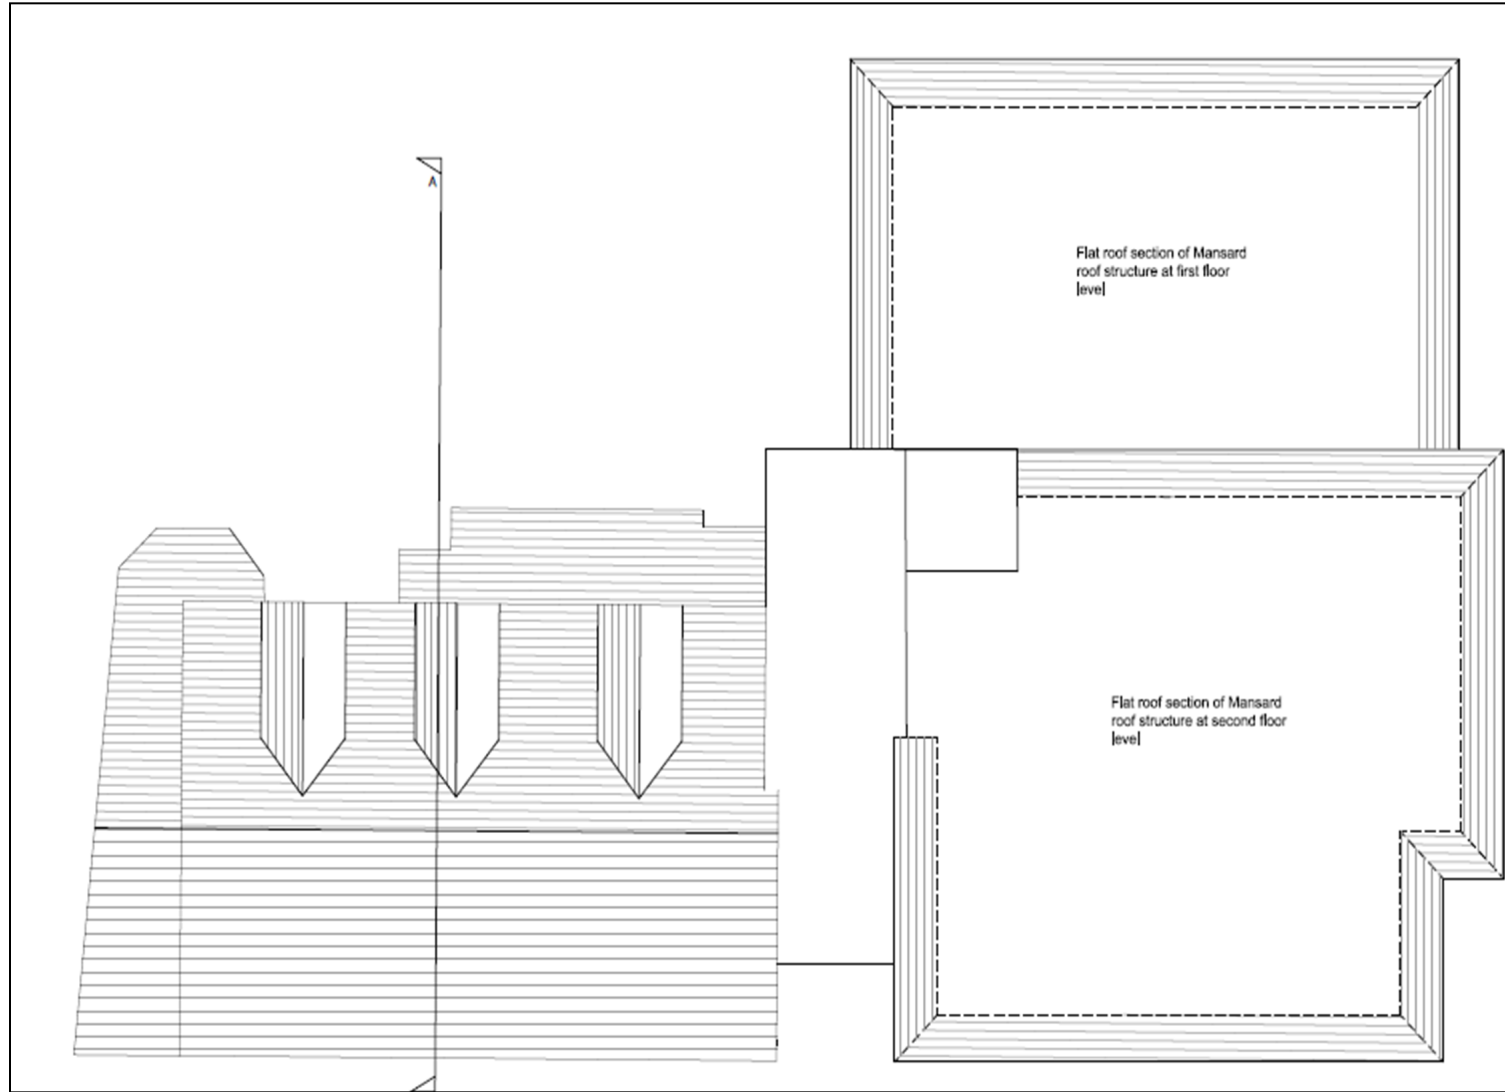 A
Flat roof section of Mansard
roof structure at first floor
level
Flat roof section of Mansard
roof structure at second floor
level